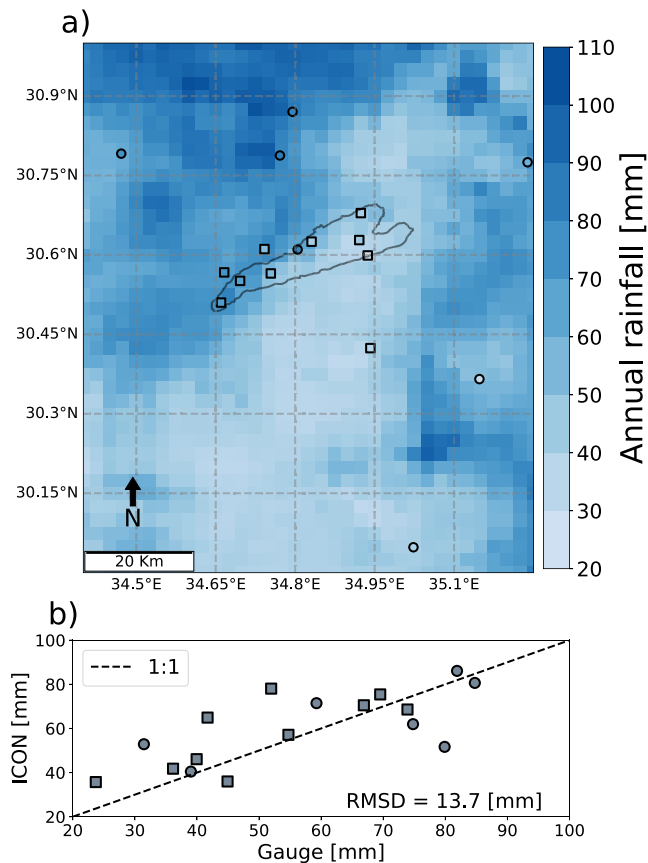 a)
30.9°N
30.75°N
30.6°N
30.45°N
30.3°N
30.15°N
N
20 Km
34.5°E 34.65°E 34.8°E 34.95°E 35.1°E
110
100
90
80
70
60
50
40
30
20
Annual rainfall [mm]
b)
100
80
60
40
20
ICON [mm]
1:1
RMSD = 13.7 [mm]
20 30 40 50 60 70 80 90 100
Gauge [mm]